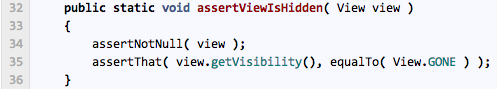 32 public static void assertViewIsHidden( View view )
33 {
34 assertNotNull( view );
35 assertThat( view.getVisibility(), equalTo( View.GONE ) );
36 }